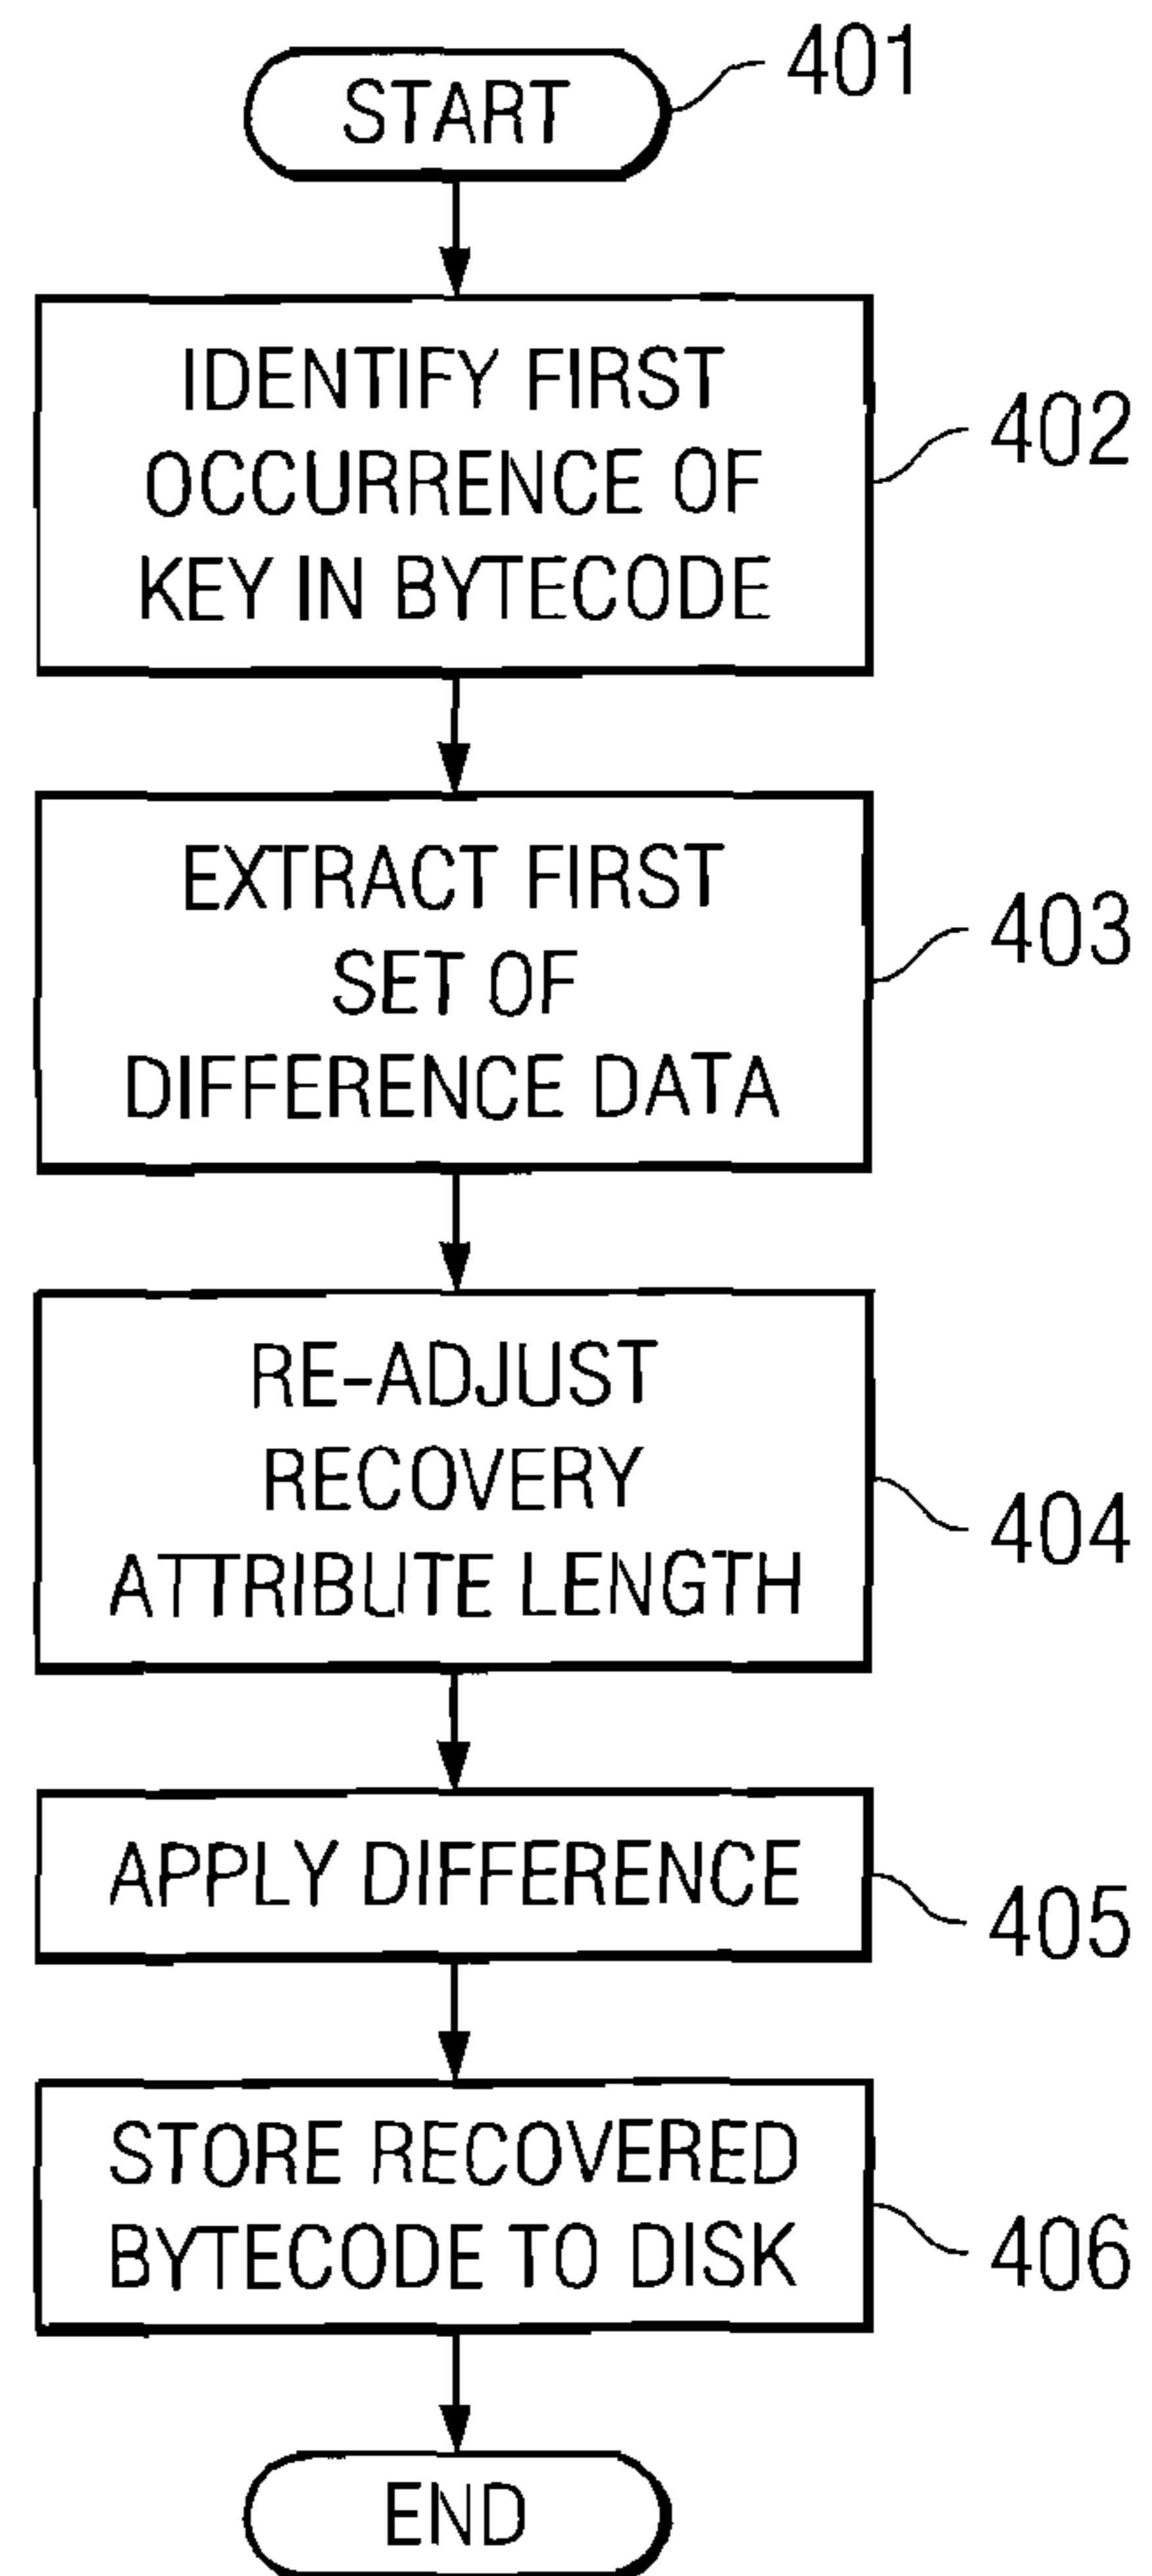 START
401
IDENTIFY FIRST
OCCURRENCE OF
KEY IN BYTECODE
402
EXTRACT FIRST
SET OF
DIFFERENCE DATA
403
RE-ADJUST
RECOVERY
ATTRIBUTE LENGTH
404
APPLY DIFFERENCE
405
STORE RECOVERED
BYTECODE TO DISK
406
END